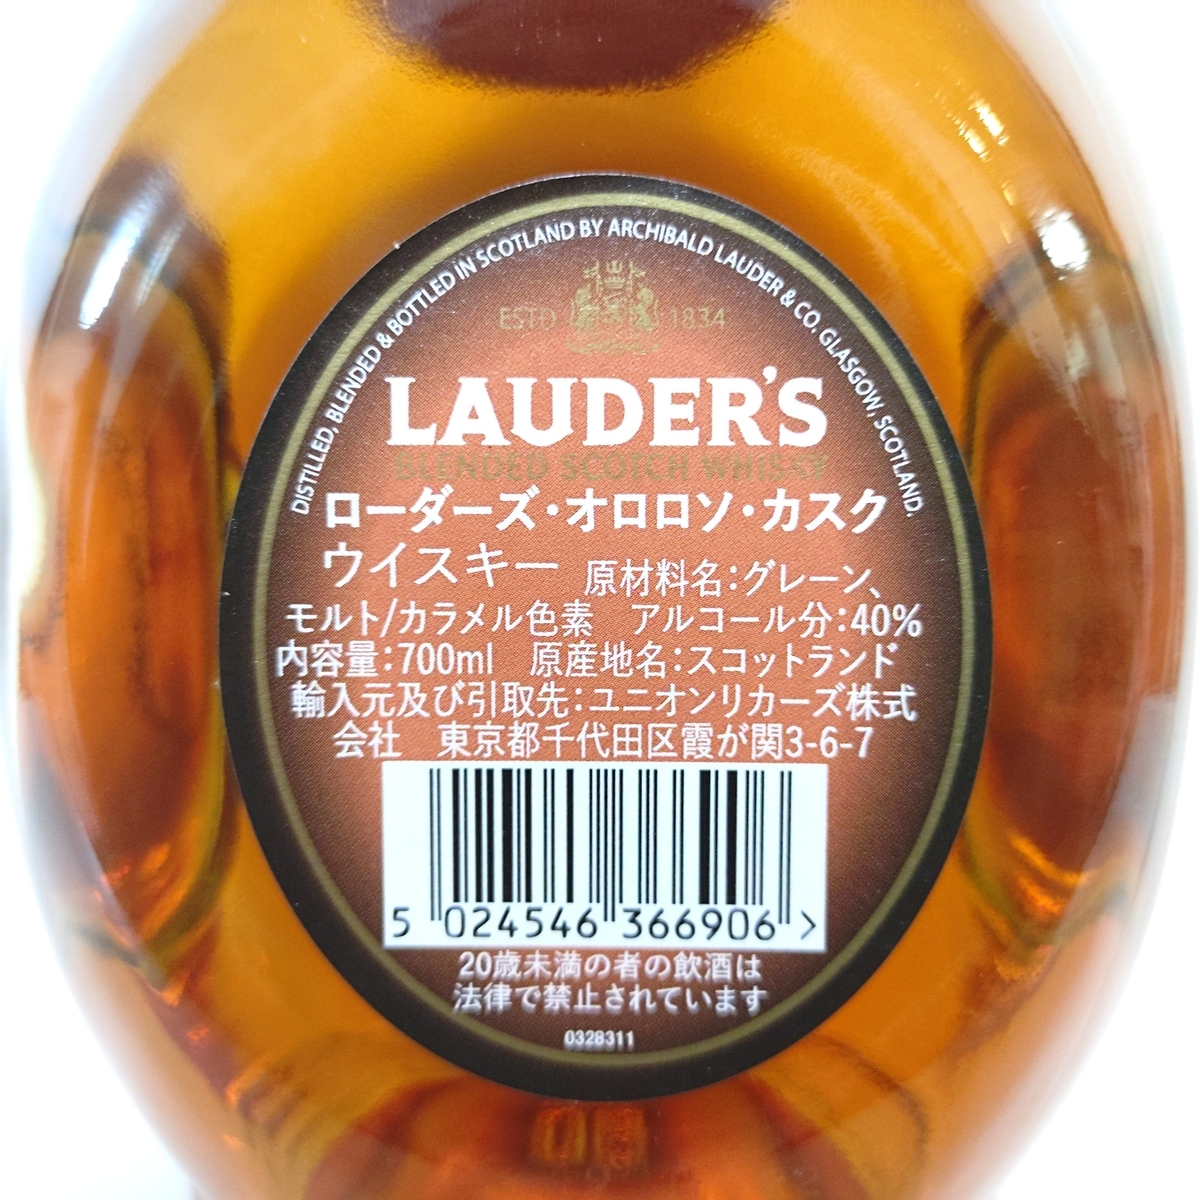 DISTILLED, BLENDED & BOTTLED IN SCOTLAND BY ARCHIBALD LAUDER & CO. GLASGOW, SCOTLAND.
ESTD 1834
LAUDER'S
BLENDED SCOTCH WHISKY
ローダーズ・オロロソ・カスク
ウイスキー 原材料名:グレーン、
モルト/カラメル色素 アルコール分:40%
内容量:700ml 原産地名:スコットランド
輸入元及び引取先:ユニオンリカーズ株式
会社 東京都千代田区霞が関3-6-7
5 024546 366906 >
20歳未満の者の飲酒は
法律で禁止されています
0328311